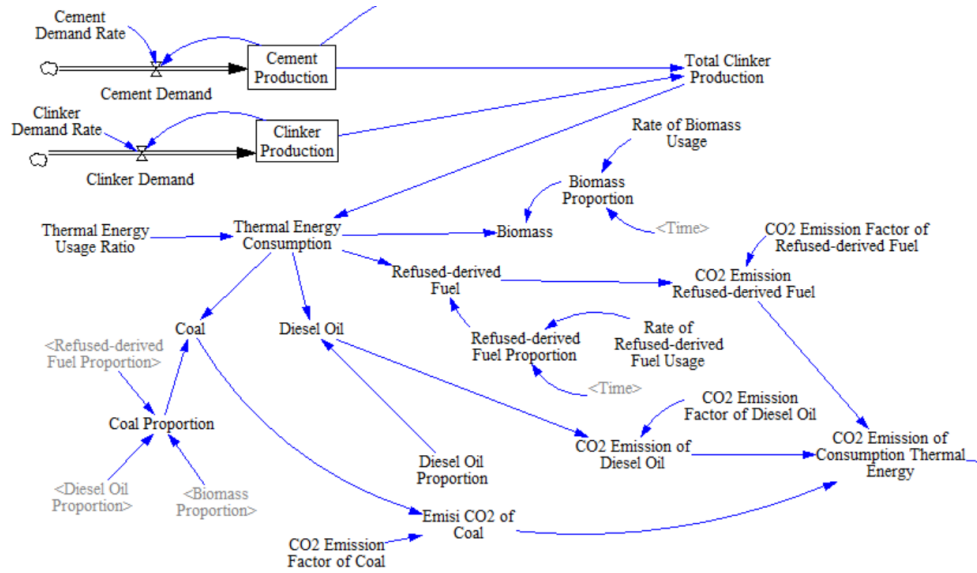 Cement
Demand Rate
Cement
Production
Cement Demand
Total Clinker
Production
Clinker
Demand Rate
Clinker
Production
Clinker Demand
Rate of Biomass
Usage
Biomass
Proportion
<Time>
Thermal Energy
Usage Ratio
Thermal Energy
Consumption
Biomass
CO2 Emission Factor of
Refused-derived Fuel
Refused-derived
Fuel
CO2 Emission
Refused-derived Fuel
Coal
Diesel Oil
Refused-derived
Fuel Proportion
Rate of
Refused-derived
Fuel Usage
<Refused-derived
Fuel Proportion>
<Time>
Coal Proportion
CO2 Emission
Factor of Diesel Oil
CO2 Emission of
Diesel Oil
CO2 Emission of
Consumption Thermal
Energy
Diesel Oil
Proportion
<Diesel Oil
Proportion>
<Biomass
Proportion>
Emisi CO2 of
Coal
CO2 Emission
Factor of Coal